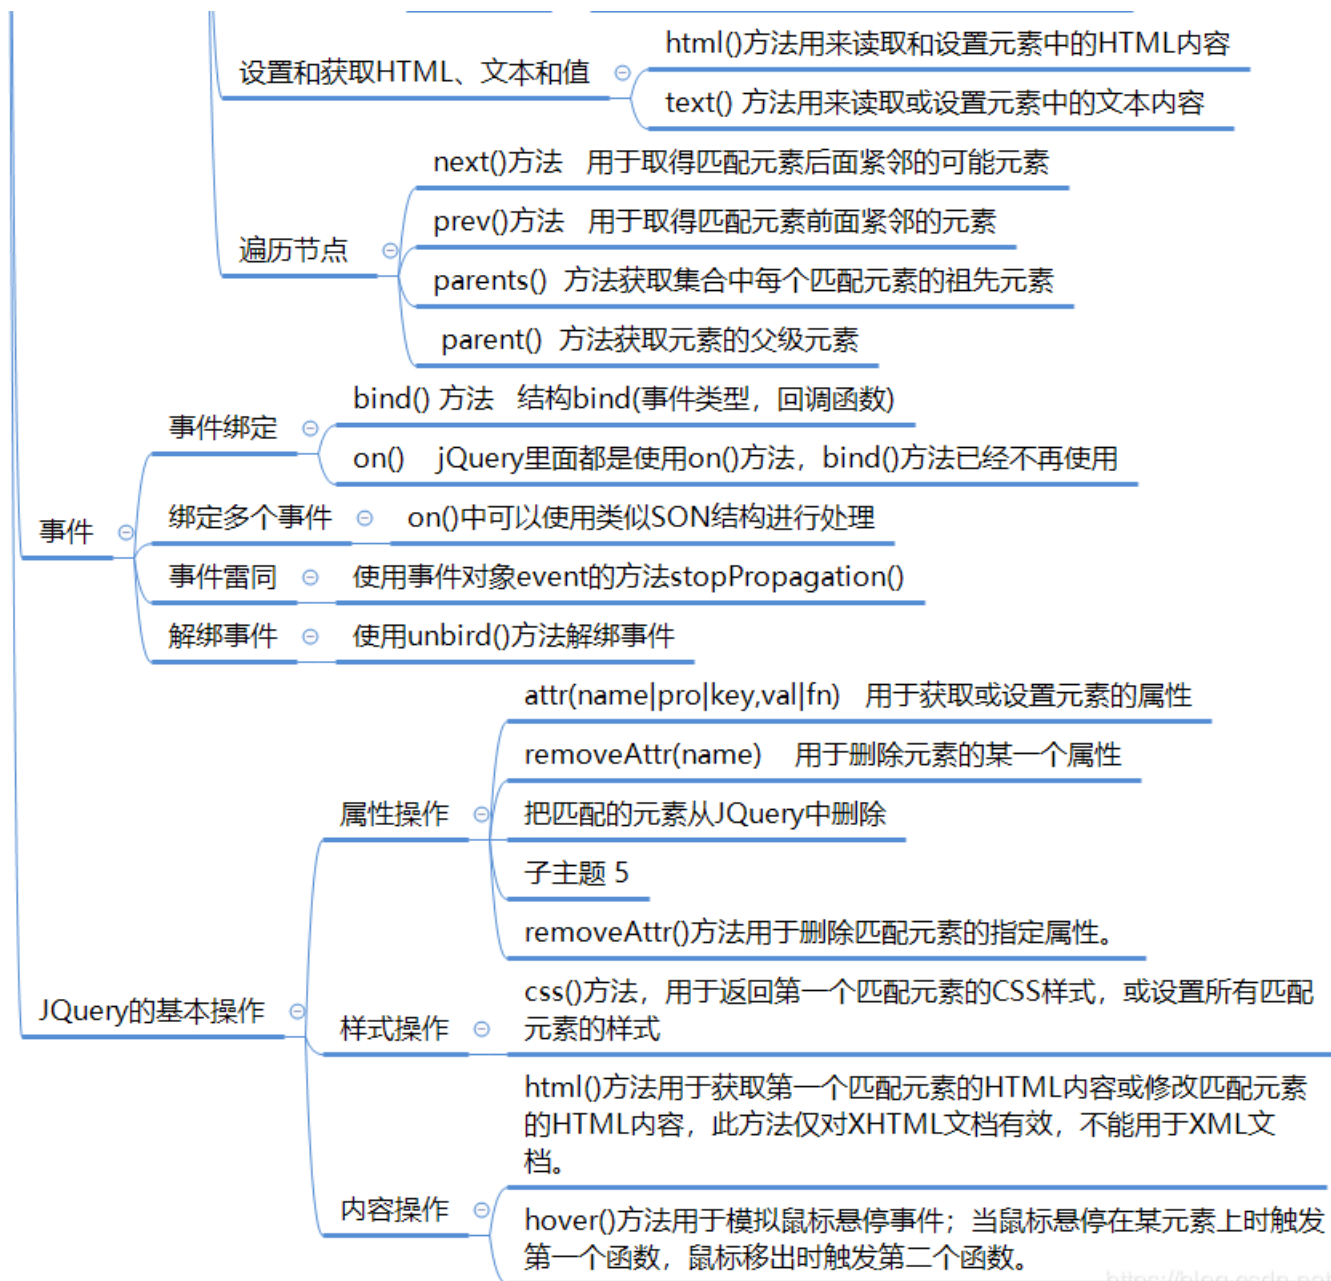 html()方法用来读取和设置元素中的HTML内容
设置和获取HTML、文本和值
text() 方法用来读取或设置元素中的文本内容
next()方法 用于取得匹配元素后面紧邻的可能元素
prev()方法 用于取得匹配元素前面紧邻的元素
遍历节点
parents() 方法获取集合中每个匹配元素的祖先元素
parent() 方法获取元素的父级元素
bind() 方法 结构bind(事件类型，回调函数)
事件绑定
on() jQuery里面都是使用on()方法，bind()方法已经不再使用
绑定多个事件 on()中可以使用类似SON结构进行处理
事件
事件雷同 使用事件对象event的方法stopPropagation()
解绑事件 使用unbird()方法解绑事件
attr(name|pro|key,val|fn) 用于获取或设置元素的属性
removeAttr(name) 用于删除元素的某一个属性
属性操作 把匹配的元素从JQuery中删除
子主题 5
removeAttr()方法用于删除匹配元素的指定属性。
JQuery的基本操作
css()方法，用于返回第一个匹配元素的CSS样式，或设置所有匹配
样式操作 元素的样式
html()方法用于获取第一个匹配元素的HTML内容或修改匹配元素
的HTML内容，此方法仅对XHTML文档有效，不能用于XML文
档。
内容操作
hover()方法用于模拟鼠标悬停事件；当鼠标悬停在某元素上时触发
第一个函数，鼠标移出时触发第二个函数。